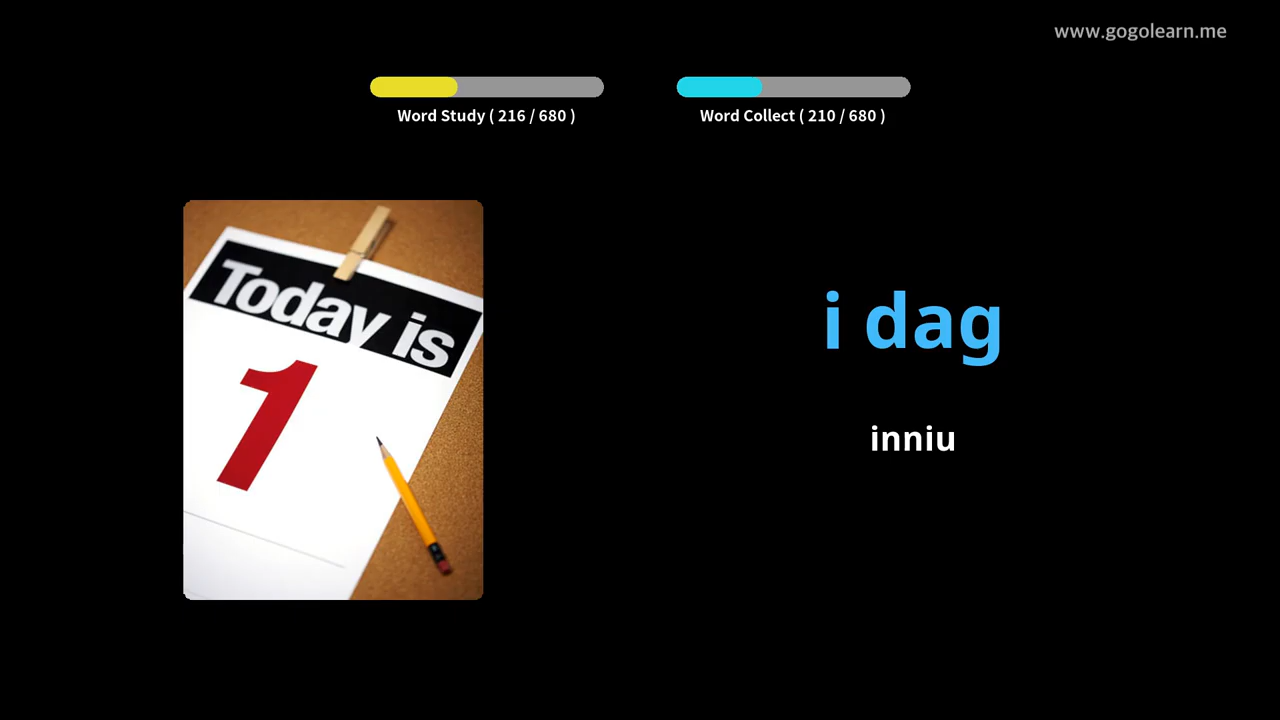 www.gogolearn.me
Word Study ( 216 / 680 )
Word Collect ( 210 / 680 )
Today is
1
i dag
inniu